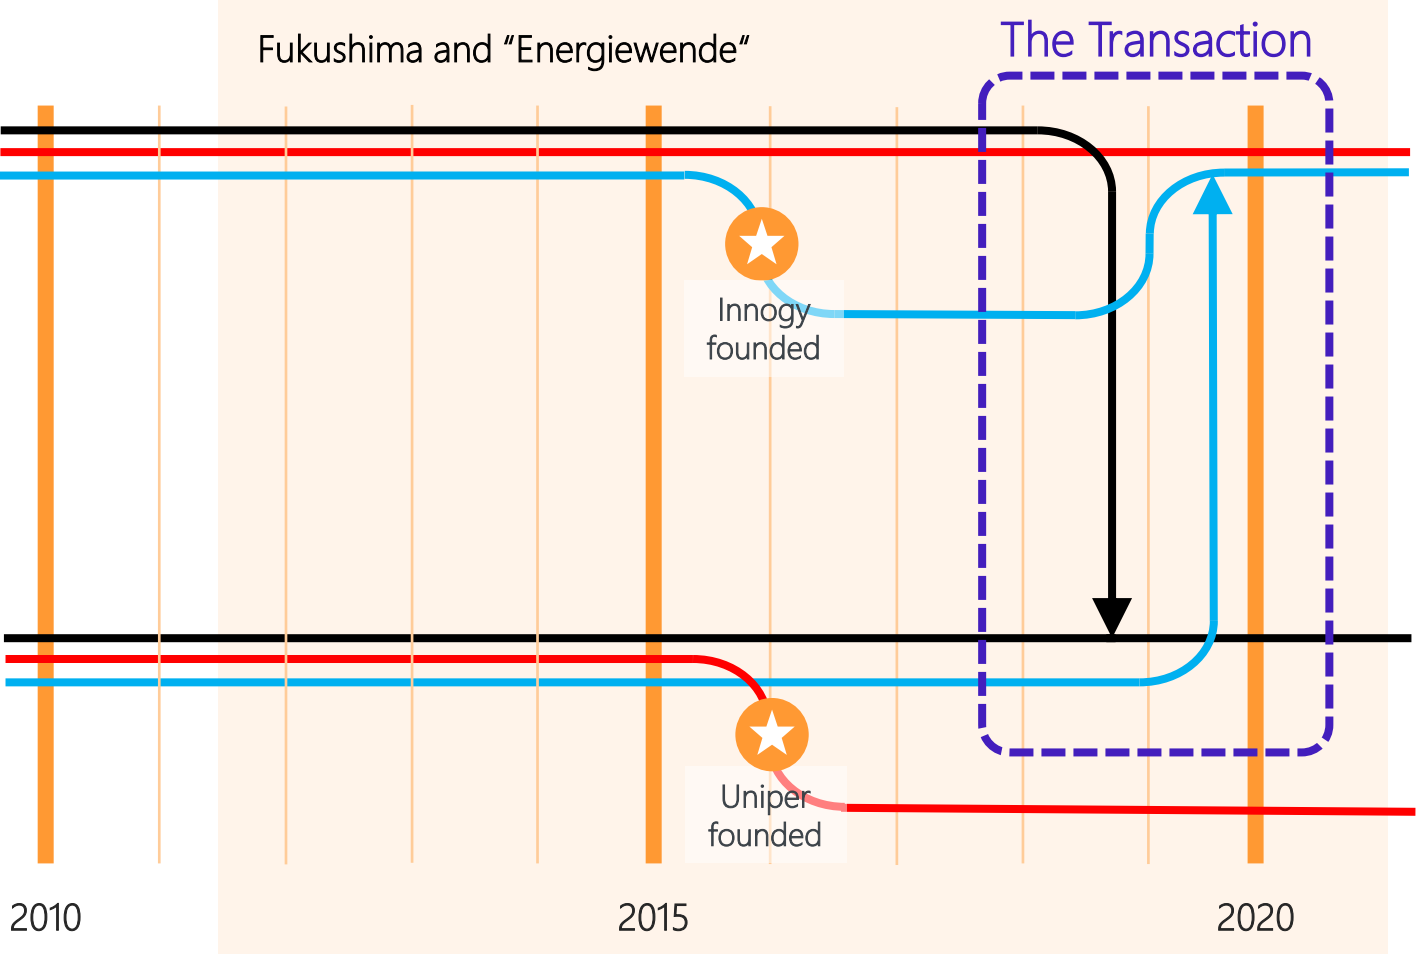 The Transaction
Fukushima and “Energiewende“
Innogy
founded
Uniper
founded
2010
2015
2020